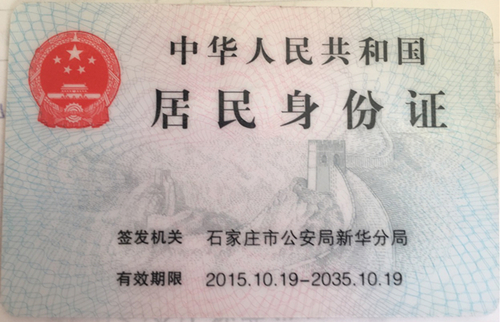 中华人民共和国
居民身份证
签发机关 石家庄市公安局新华分局
有效期限 2015.10.19-2035.10.19